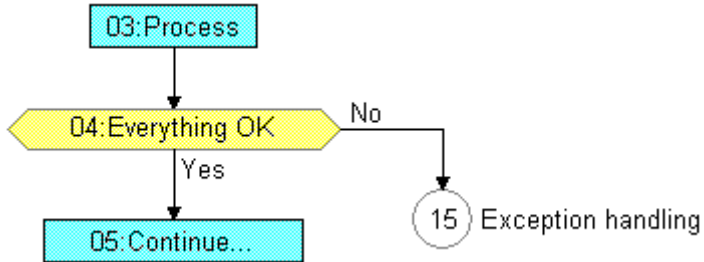 03:Process
04:Everything OK
No
Yes
15 Exception handling
05:Continue...